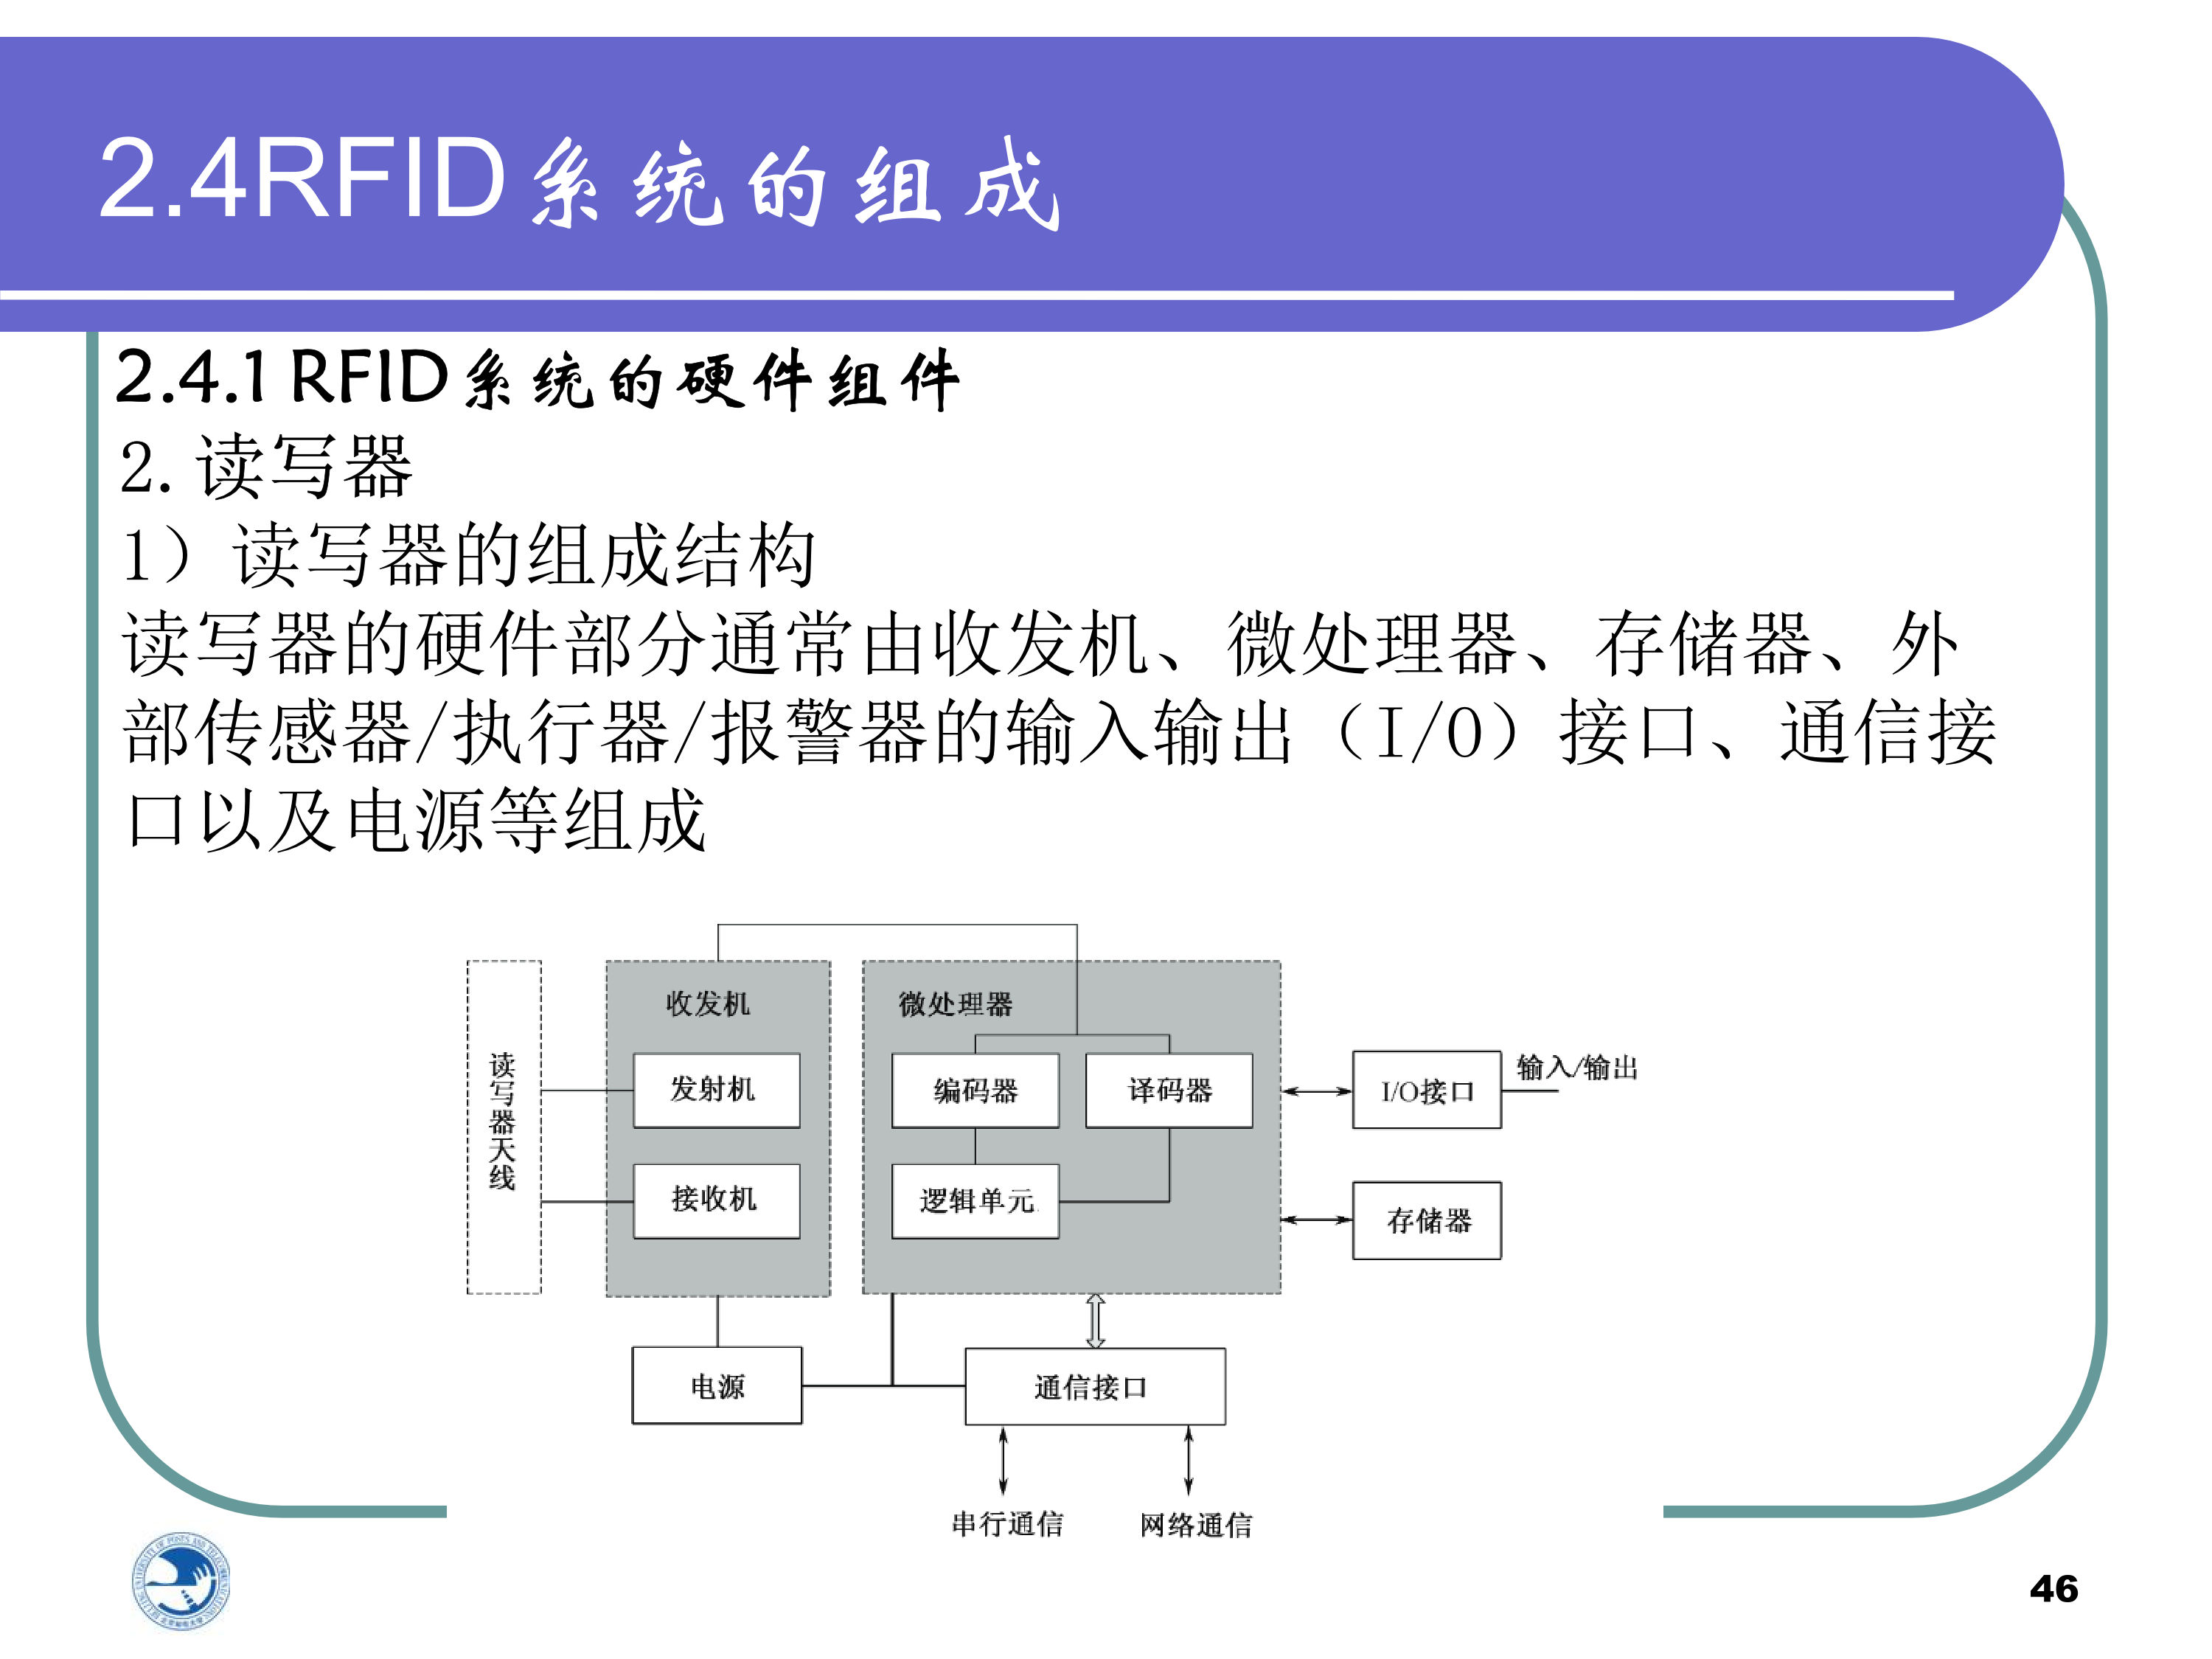 2.4RFID系统的组成
2.4.1 RFID系统的硬件组件
2.读写器
1）读写器的组成结构
读写器的硬件部分通常由收发机、微处理器、存储器、外
部传感器/执行器/报警器的输入输出（I/O）接口、通信接
口以及电源等组成
收发机
微处理器
读写器天线
发射机
编码器
译码器
I/O接口
输入/输出
接收机
逻辑单元
存储器
电源
通信接口
串行通信
网络通信
46